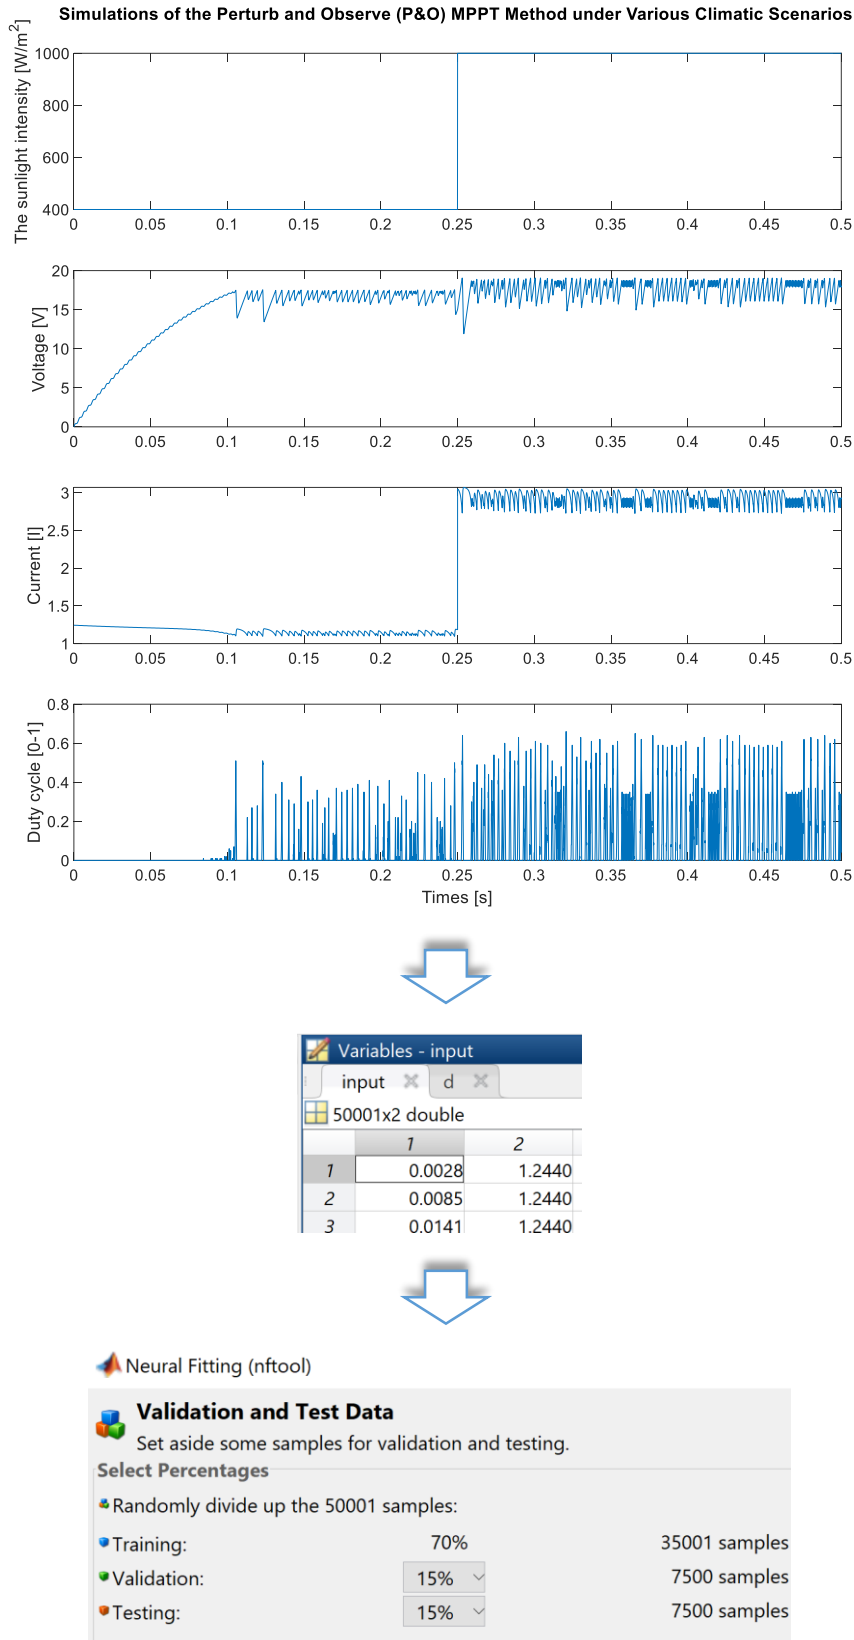 Simulations of the Perturb and Observe (P&O) MPPT Method under Various Climatic Scenarios
The sunlight intensity [W/m2]
1000
800
600
400
0 0.05 0.1 0.15 0.2 0.25 0.3 0.35 0.4 0.45 0.5
Voltage [V]
20
15
10
5
0
0 0.05 0.1 0.15 0.2 0.25 0.3 0.35 0.4 0.45 0.5
Current [I]
3
2.5
2
1.5
1
0 0.05 0.1 0.15 0.2 0.25 0.3 0.35 0.4 0.45 0.5
Duty cycle [0-1]
0.8
0.6
0.4
0.2
0
0 0.05 0.1 0.15 0.2 0.25 0.3 0.35 0.4 0.45 0.5
Times [s]
Variables - input
input d
50001x2 double
1 2
1 0.0028 1.2440
2 0.0085 1.2440
3 0.0141 1.2440
Neural Fitting (nftool)
Validation and Test Data
Set aside some samples for validation and testing.
Select Percentages
Randomly divide up the 50001 samples:
Training: 70% 35001 samples
Validation: 15% 7500 samples
Testing: 15% 7500 samples